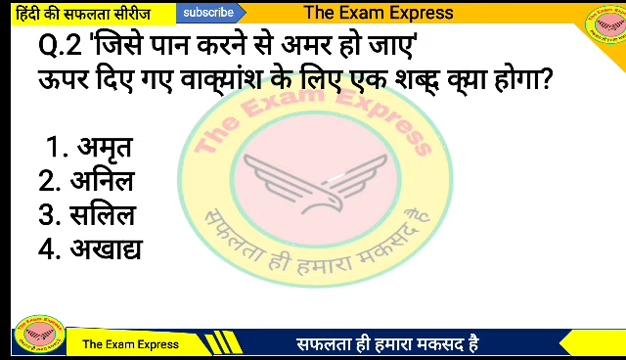 हिंदी की सफलता सीरीज
subscribe
The Exam Express
Q.2 'जिसे पान करने से अमर हो जाए'
ऊपर दिए गए वाक्यांश के लिए एक शब्द क्या होगा?
The Exam Express
1. अमृत
2. अनिल
3. सलिल
4. अखाद्य
सफलता ही हमारा मकसद है
The Exam Express
सफलता ही हमारा मकसद है